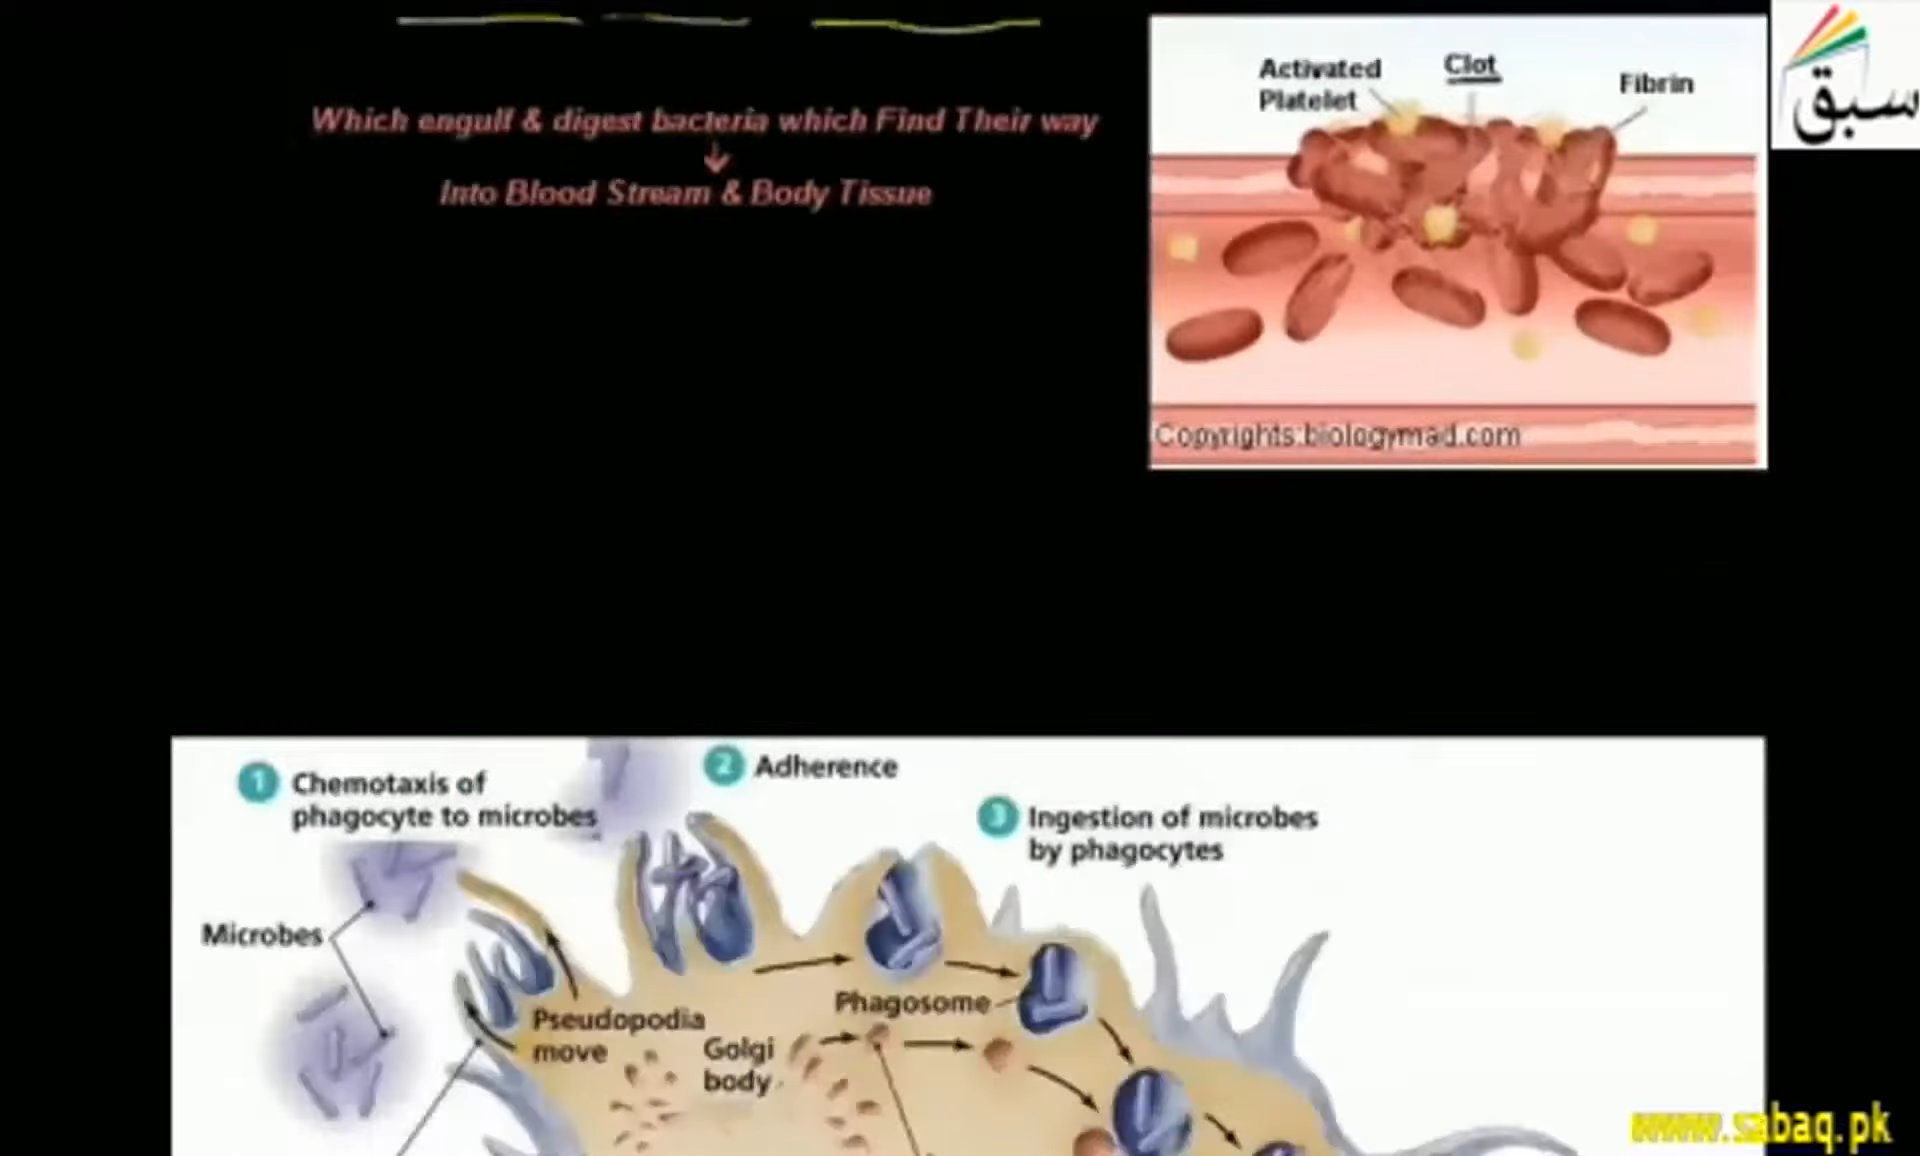 Which engulf & digest bacteria which Find Their way
Into Blood Stream & Body Tissue
Activated
Platelet
Clot
Fibrin
Copyrights:biologymad.com
سبق
1 Chemotaxis of
phagocyte to microbes
2 Adherence
3 Ingestion of microbes
by phagocytes
Microbes
Pseudopodia
move
Phagosome
Golgi
body
www.sabaq.pk